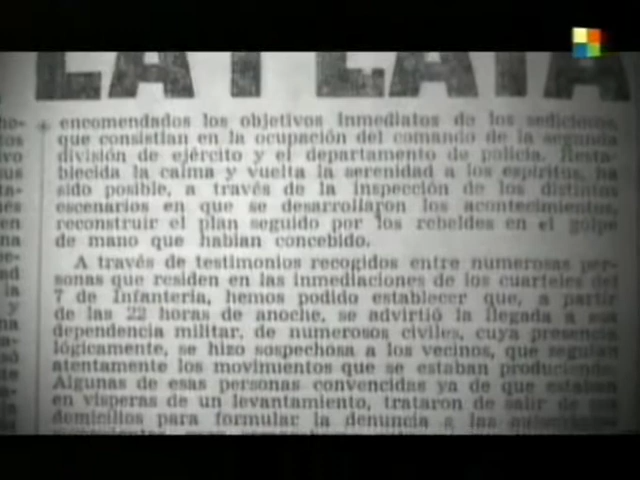 LA PLATA
encomendados los objetivos inmediatos de los sediciosos,
que consistían en la ocupación del comando de la segunda
división de ejército y el departamento de policía. Resta-
blecida la calma y vuelta la serenidad a los espíritus, ha
sido posible, a través de la inspección de los distintos
escenarios en que se desarrollaron los acontecimientos,
reconstruir el plan seguido por los rebeldes en el golpe
de mano que habían concebido.
A través de testimonios recogidos entre numerosas per-
sonas que residen en las inmediaciones de los cuarteles del
7 de Infantería, hemos podido establecer que, a partir
de las 22 horas de anoche, se advirtió la llegada a esa
dependencia militar, de numerosos civiles, cuya presencia
lógicamente, se hizo sospechosa a los vecinos, que seguían
atentamente los movimientos que se estaban produciendo.
Algunas de esas personas convencidas ya de que estaban
en vísperas de un levantamiento, trataron de salir de sus
domicilios para formular la denuncia a las